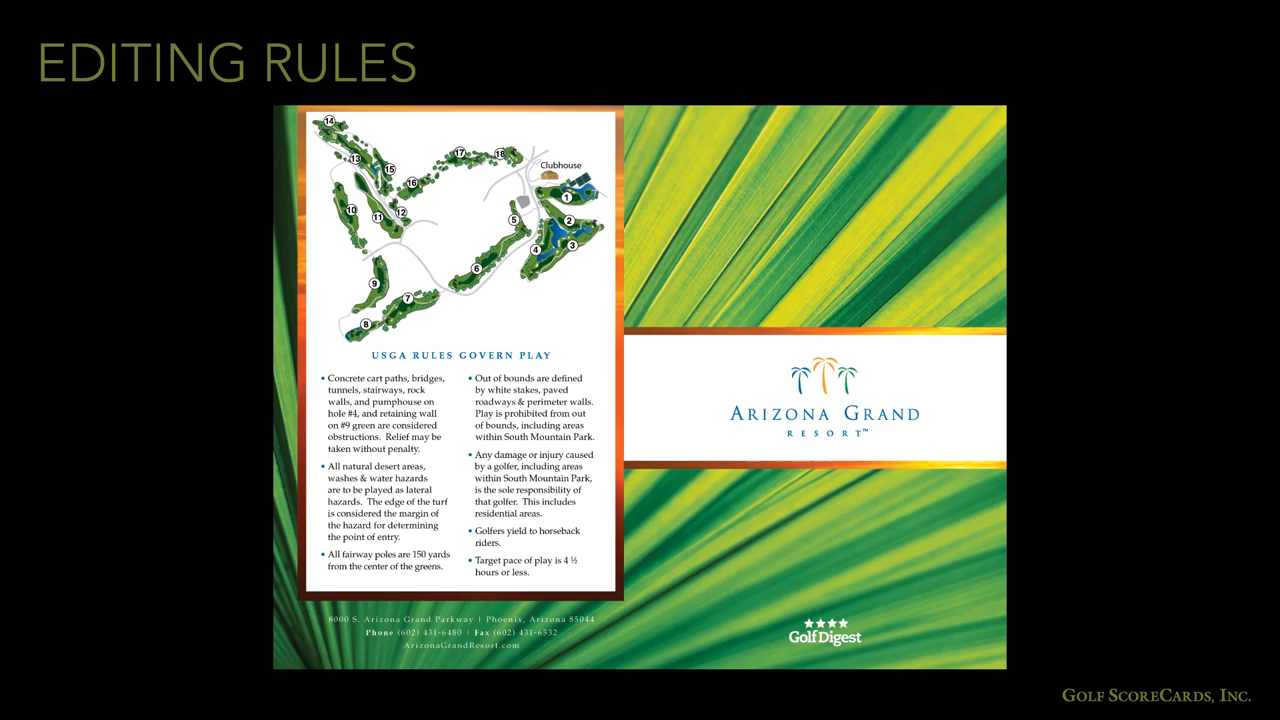 EDITING RULES
14
13
15
17
18
16
Clubhouse
1
10
11
12
5
2
4
3
6
9
7
8
USGA RULES GOVERN PLAY
• Concrete cart paths, bridges,
tunnels, stairways, rock
walls, and pumphouse on
hole #4, and retaining wall
on #9 green are considered
obstructions. Relief may be
taken without penalty.
• All natural desert areas,
washes & water hazards
are to be played as lateral
hazards. The edge of the turf
is considered the margin of
the hazard for determining
the point of entry.
• All fairway poles are 150 yards
from the center of the greens.
• Out of bounds are defined
by white stakes, paved
roadways & perimeter walls.
Play is prohibited from out
of bounds, including areas
within South Mountain Park.
• Any damage or injury caused
by a golfer, including areas
within South Mountain Park,
is the sole responsibility of
that golfer. This includes
residential areas.
• Golfers yield to horseback
riders.
• Target pace of play is 4 ½
hours or less.
8000 S. Arizona Grand Parkway | Phoenix, Arizona 85044
Phone (602) 431-6480 | Fax (602) 431-6532
ArizonaGrandResort.com
ARIZONA GRAND
RESORT™
GolfDigest
GOLF SCORECARDS, INC.